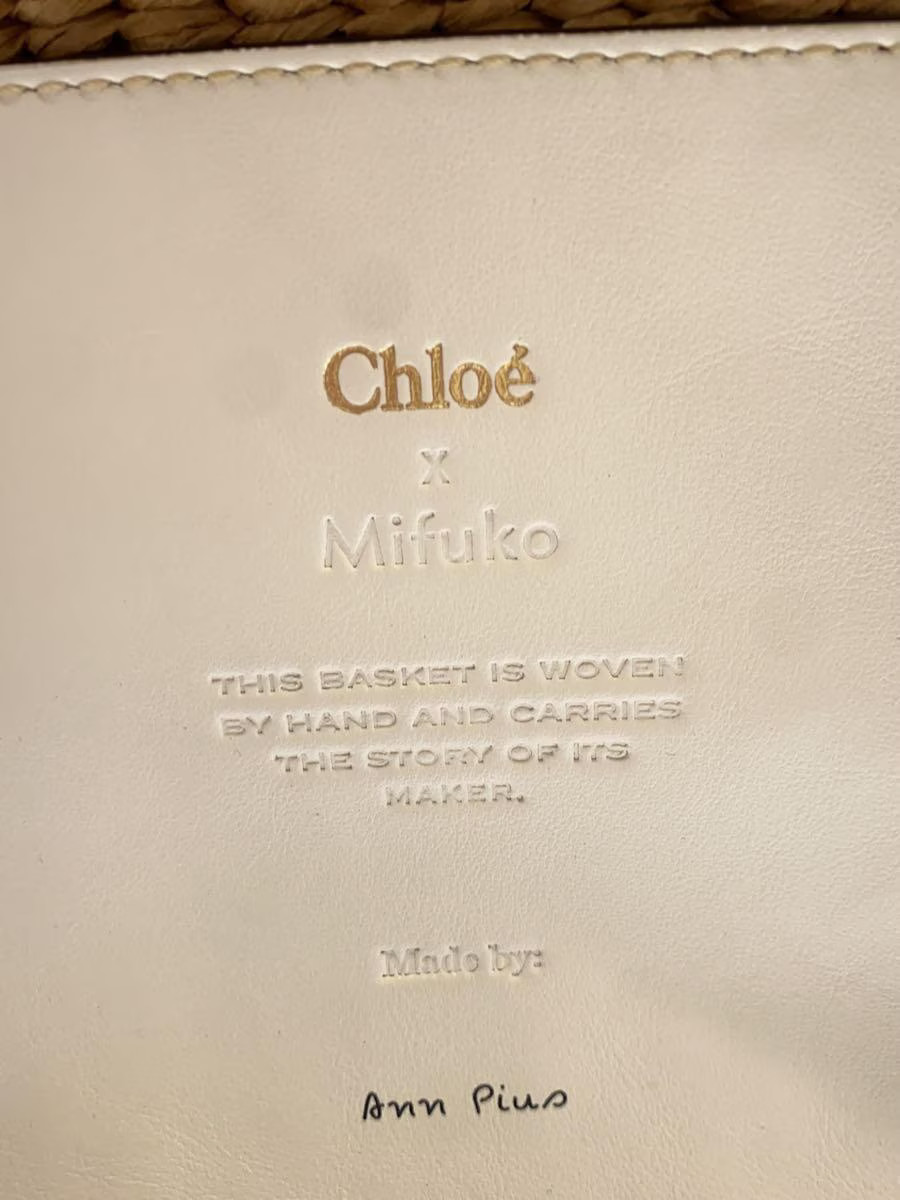 Chloé
x
Mifuko
THIS BASKET IS WOVEN
BY HAND AND CARRIES
THE STORY OF ITS
MAKER.
Made by:
Ann Pius